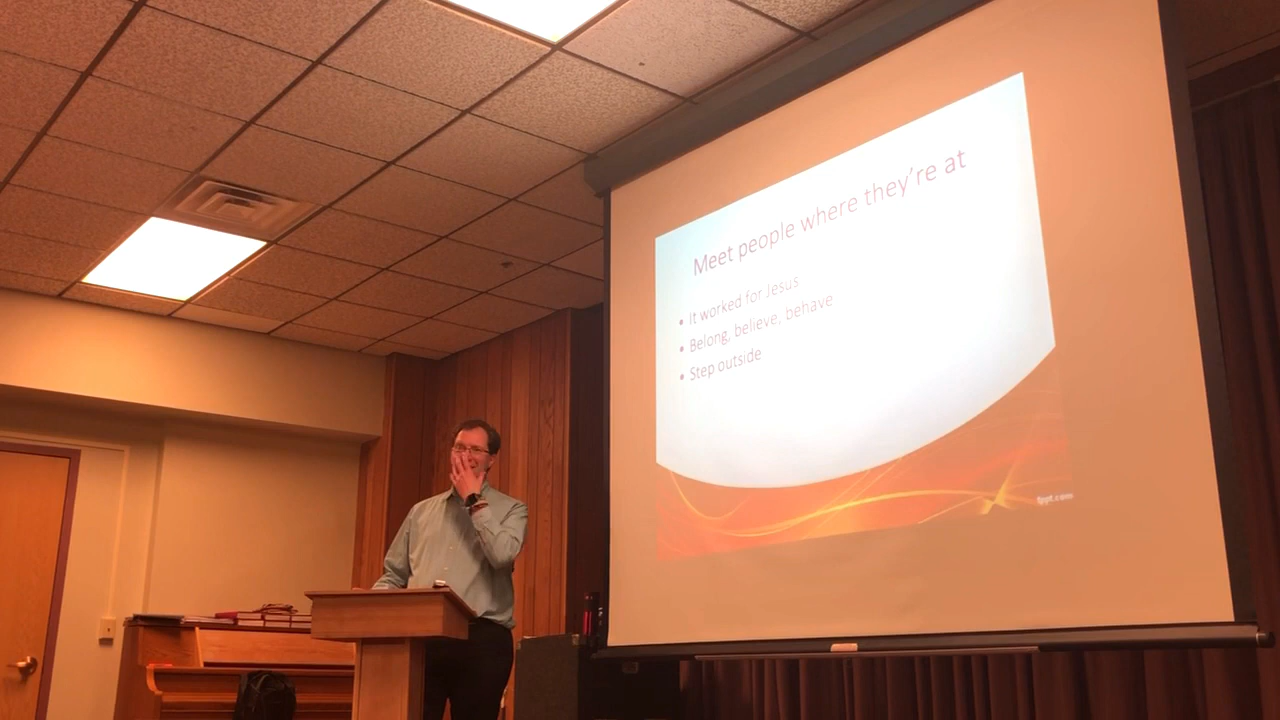 Meet people where they're at
• It worked for Jesus
• Belong, believe, behave
• Step outside
fppt.com